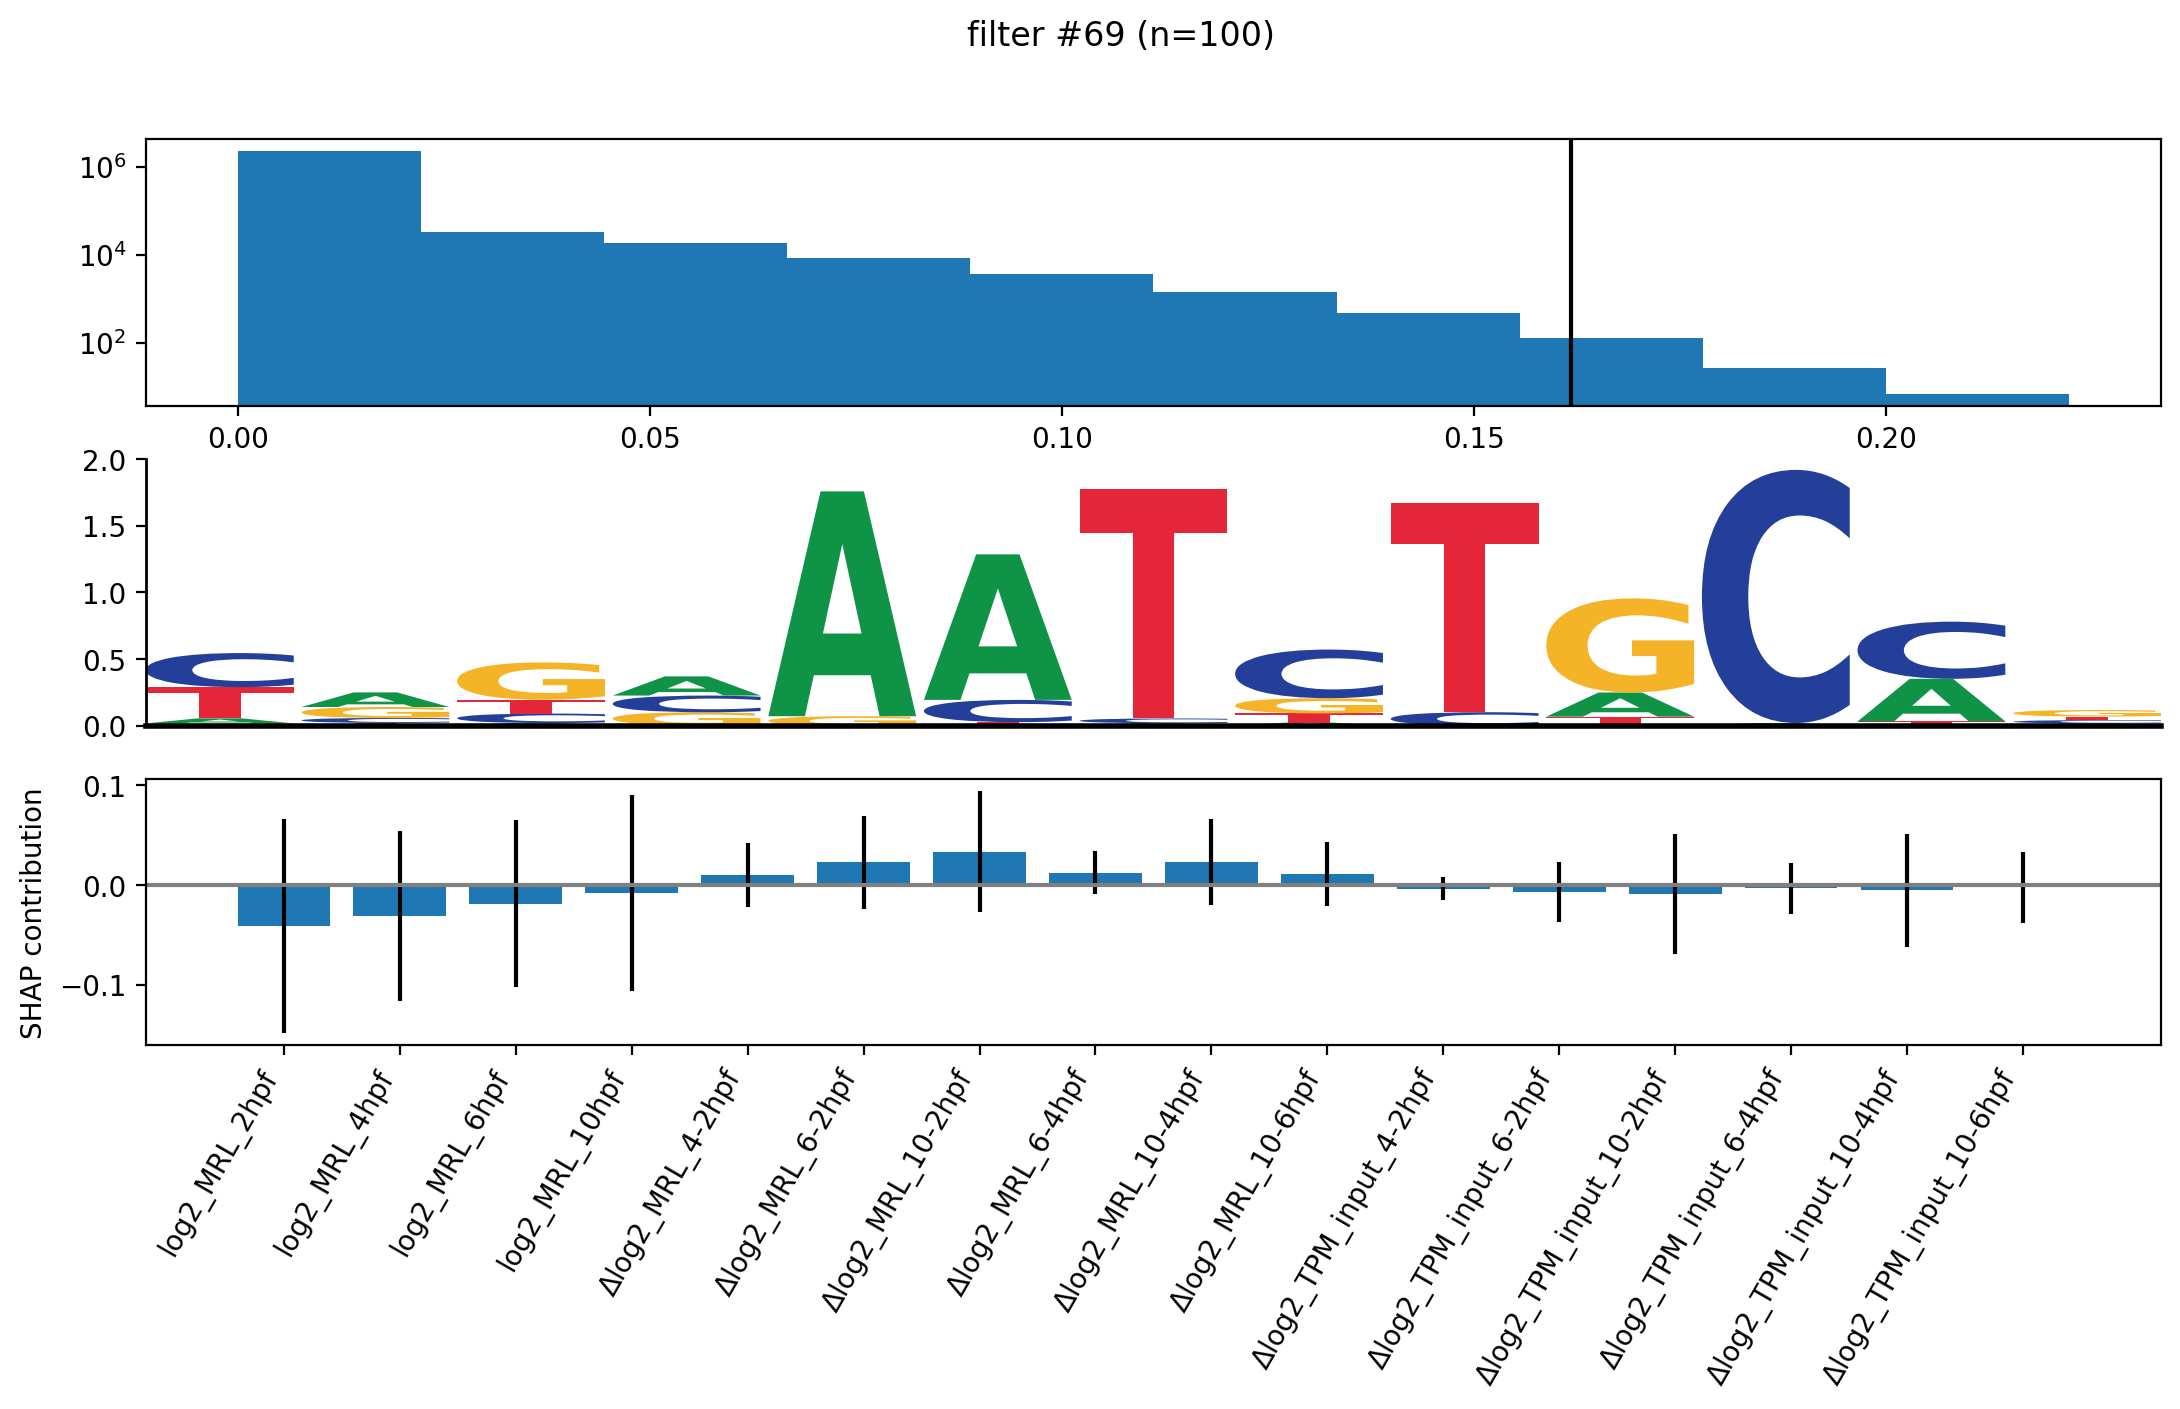 filter #69 (n=100)
10^6
10^4
10^2
0.00 0.05 0.10 0.15 0.20
2.0
1.5
1.0
0.5
0.0
C T A
A G C
G T C
A C G
A G
A C T
T C
C G T
T C
G A T
C
C A T
G T C
SHAP contribution
0.1
0.0
−0.1
log2_MRL_2hpf
log2_MRL_4hpf
log2_MRL_6hpf
log2_MRL_10hpf
Δlog2_MRL_4-2hpf
Δlog2_MRL_6-2hpf
Δlog2_MRL_10-2hpf
Δlog2_MRL_6-4hpf
Δlog2_MRL_10-4hpf
Δlog2_MRL_10-6hpf
Δlog2_TPM_input_4-2hpf
Δlog2_TPM_input_6-2hpf
Δlog2_TPM_input_10-2hpf
Δlog2_TPM_input_6-4hpf
Δlog2_TPM_input_10-4hpf
Δlog2_TPM_input_10-6hpf